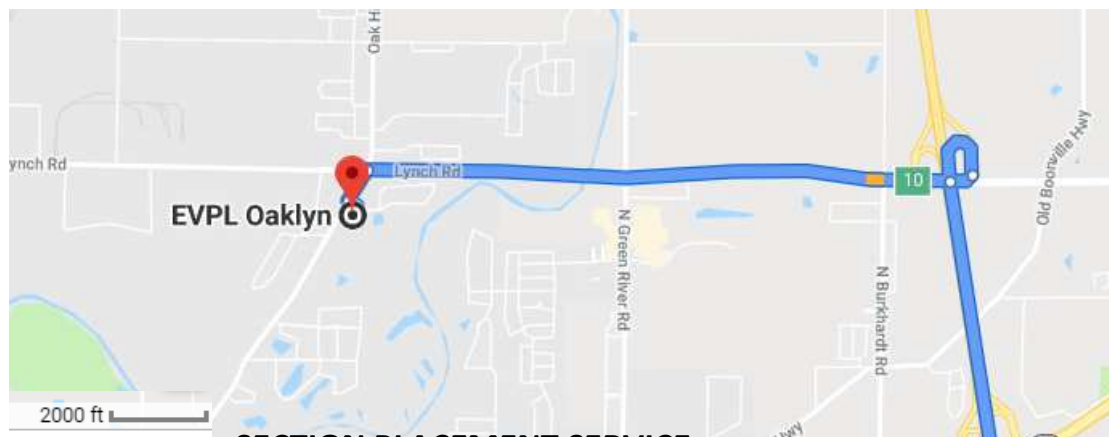 Oak H
ynch Rd
Lynch Rd
10
Old Boonville Hwy
EVPL Oaklyn
N Green River Rd
N Burkhardt Rd
2000 ft
Hwy